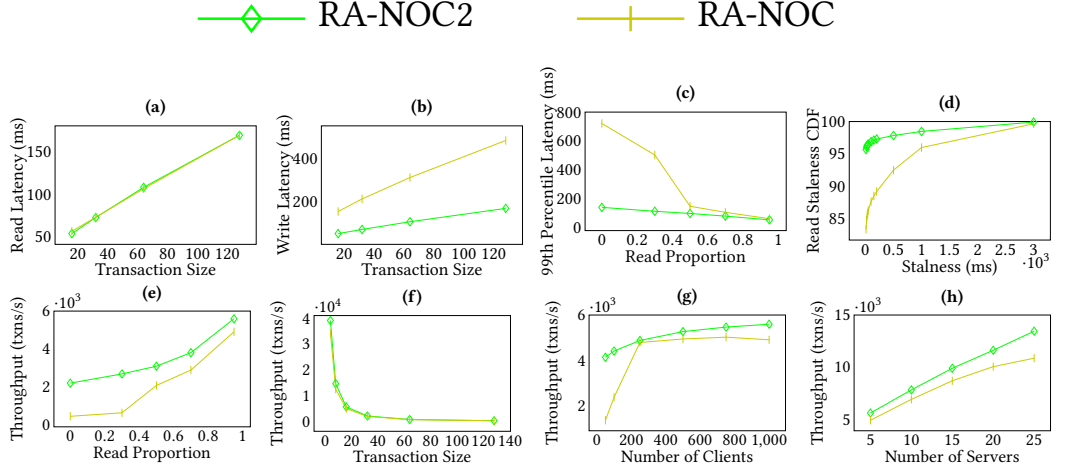 RA-NOC2 RA-NOC
(a)
Read Latency (ms)
150
100
50
0 20 40 60 80 100 120
Transaction Size
(b)
Write Latency (ms)
400
200
0 20 40 60 80 100 120
Transaction Size
(c)
99th Percentile Latency (ms)
800
600
400
200
0
0 0.2 0.4 0.6 0.8 1
Read Proportion
(d)
Read Staleness CDF
100
95
90
85
0 0.5 1 1.5 2 2.5 3
·10³
Stalness (ms)
(e)
·10³
Throughput (txns/s)
6
4
2
0
0 0.2 0.4 0.6 0.8 1
Read Proportion
(f)
·10⁴
Throughput (txns/s)
4
3
2
1
0
0 20 40 60 80 100 120 140
Transaction Size
(g)
·10³
Throughput (txns/s)
6
4
2
0 200 400 600 800 1,000
Number of Clients
(h)
·10³
Throughput (txns/s)
15
10
5
5 10 15 20 25
Number of Servers